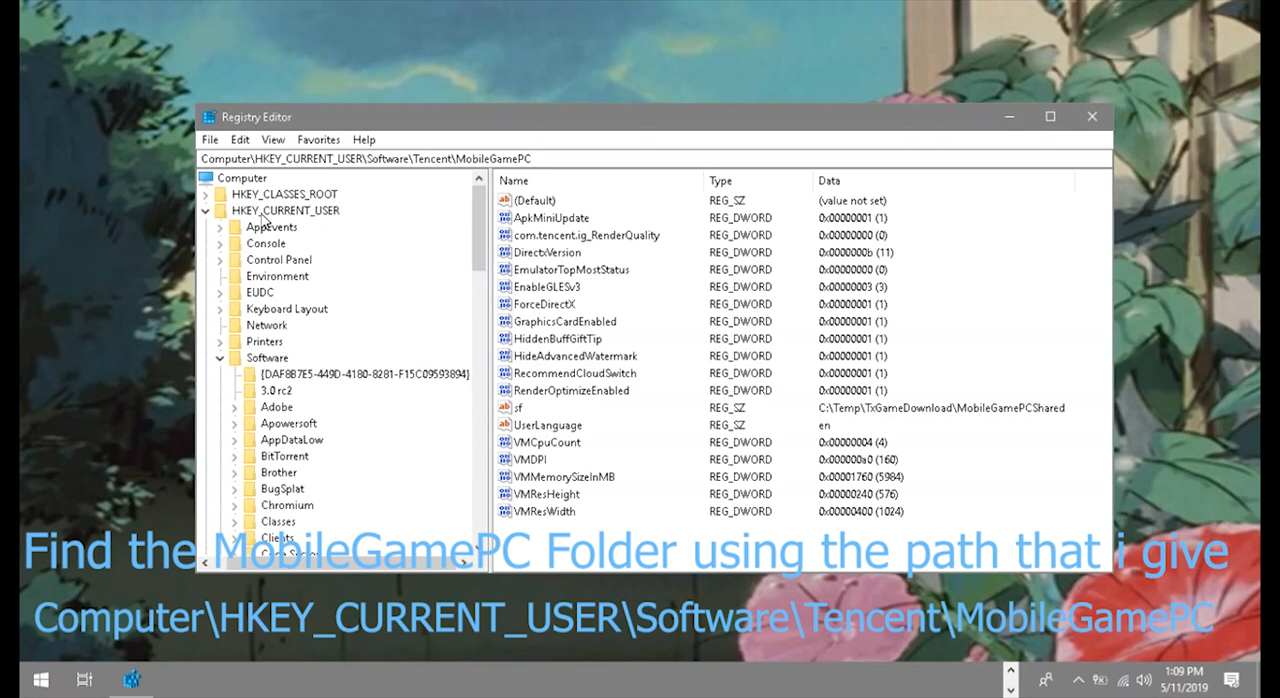 Registry Editor
File Edit View Favorites Help
Computer\HKEY_CURRENT_USER\Software\Tencent\MobileGamePC
Computer
HKEY_CLASSES_ROOT
HKEY_CURRENT_USER
AppEvents
Console
Control Panel
Environment
EUDC
Keyboard Layout
Network
Printers
Software
{DAF8B7E5-449D-4180-8281-F15C09593894}
3.0 rc2
Adobe
Apowersoft
AppDataLow
BitTorrent
Brother
BugSplat
Chromium
Classes
Clients
Name Type Data
(Default) REG_SZ (value not set)
ApkMiniUpdate REG_DWORD 0x00000001 (1)
com.tencent.ig_RenderQuality REG_DWORD 0x00000000 (0)
DirectxVersion REG_DWORD 0x0000000b (11)
EmulatorTopMostStatus REG_DWORD 0x00000000 (0)
EnableGLESv3 REG_DWORD 0x00000003 (3)
ForceDirectX REG_DWORD 0x00000001 (1)
GraphicsCardEnabled REG_DWORD 0x00000001 (1)
HiddenBuffGiftTip REG_DWORD 0x00000001 (1)
HideAdvancedWatermark REG_DWORD 0x00000001 (1)
RecommendCloudSwitch REG_DWORD 0x00000001 (1)
RenderOptimizeEnabled REG_DWORD 0x00000001 (1)
sf REG_SZ C:\Temp\TxGameDownload\MobileGamePCShared
UserLanguage REG_SZ en
VMCpuCount REG_DWORD 0x00000004 (4)
VMDPI REG_DWORD 0x000000a0 (160)
VMMemorySizeInMB REG_DWORD 0x00001760 (5984)
VMResHeight REG_DWORD 0x00000240 (576)
VMResWidth REG_DWORD 0x00000400 (1024)
Find the MobileGamePC Folder using the path that i give
Computer\HKEY_CURRENT_USER\Software\Tencent\MobileGamePC
1:09 PM
5/11/2019